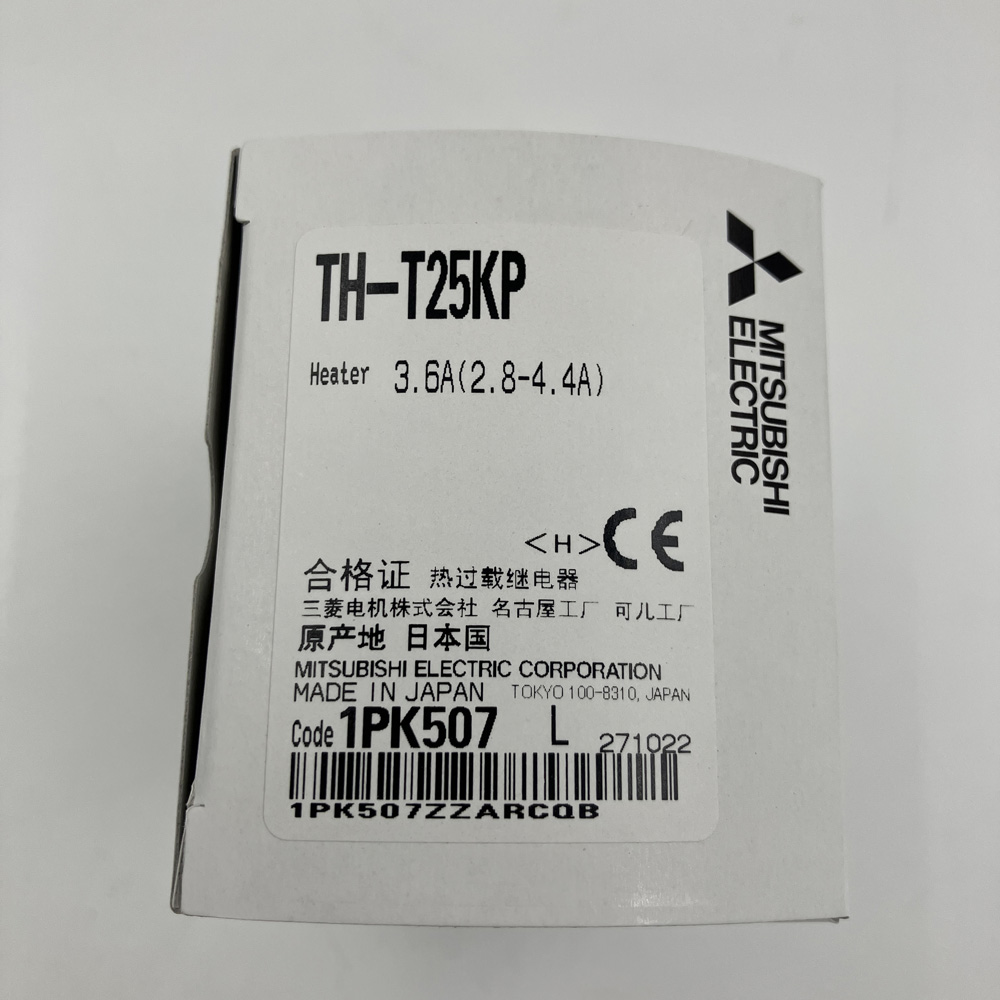 TH-T25KP
Heater 3.6A(2.8-4.4A)
<H> CE
合格证 热过载继电器
三菱电机株式会社 名古屋工厂 可儿工厂
原产地 日本国
MITSUBISHI ELECTRIC CORPORATION
MADE IN JAPAN TOKYO 100-8310, JAPAN
Code 1PK507 L 271022
1PK507ZZARCQB
MITSUBISHI
ELECTRIC